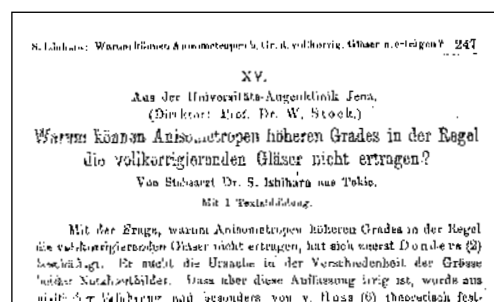 S. Ishihara: Warum können Anisometropen h. Gr. d. vollkorrig. Gläser n. ertragen? 247
XV.
Aus der Universitäts-Augenklinik Jena.
(Direktor: Prof. Dr. W. Stock.)
Warum können Anisometropen höheren Grades in der Regel
die vollkorrigierenden Gläser nicht ertragen?
Von Stabsarzt Dr. S. Ishihara aus Tokio.
Mit 1 Textabbildung.
Mit der Frage, warum Anisometropen höheren Grades in der Regel
die vollkorrigierenden Gläser nicht ertragen, hat sich zuerst Donders (2)
beschäftigt. Er sucht die Ursache in der Verschiedenheit der Grösse
beider Netzhautbilder. Dass aber diese Auffassung irrig ist, wurde aus
Erfahrung und besonders von v. Hess (6) theoretisch fest-